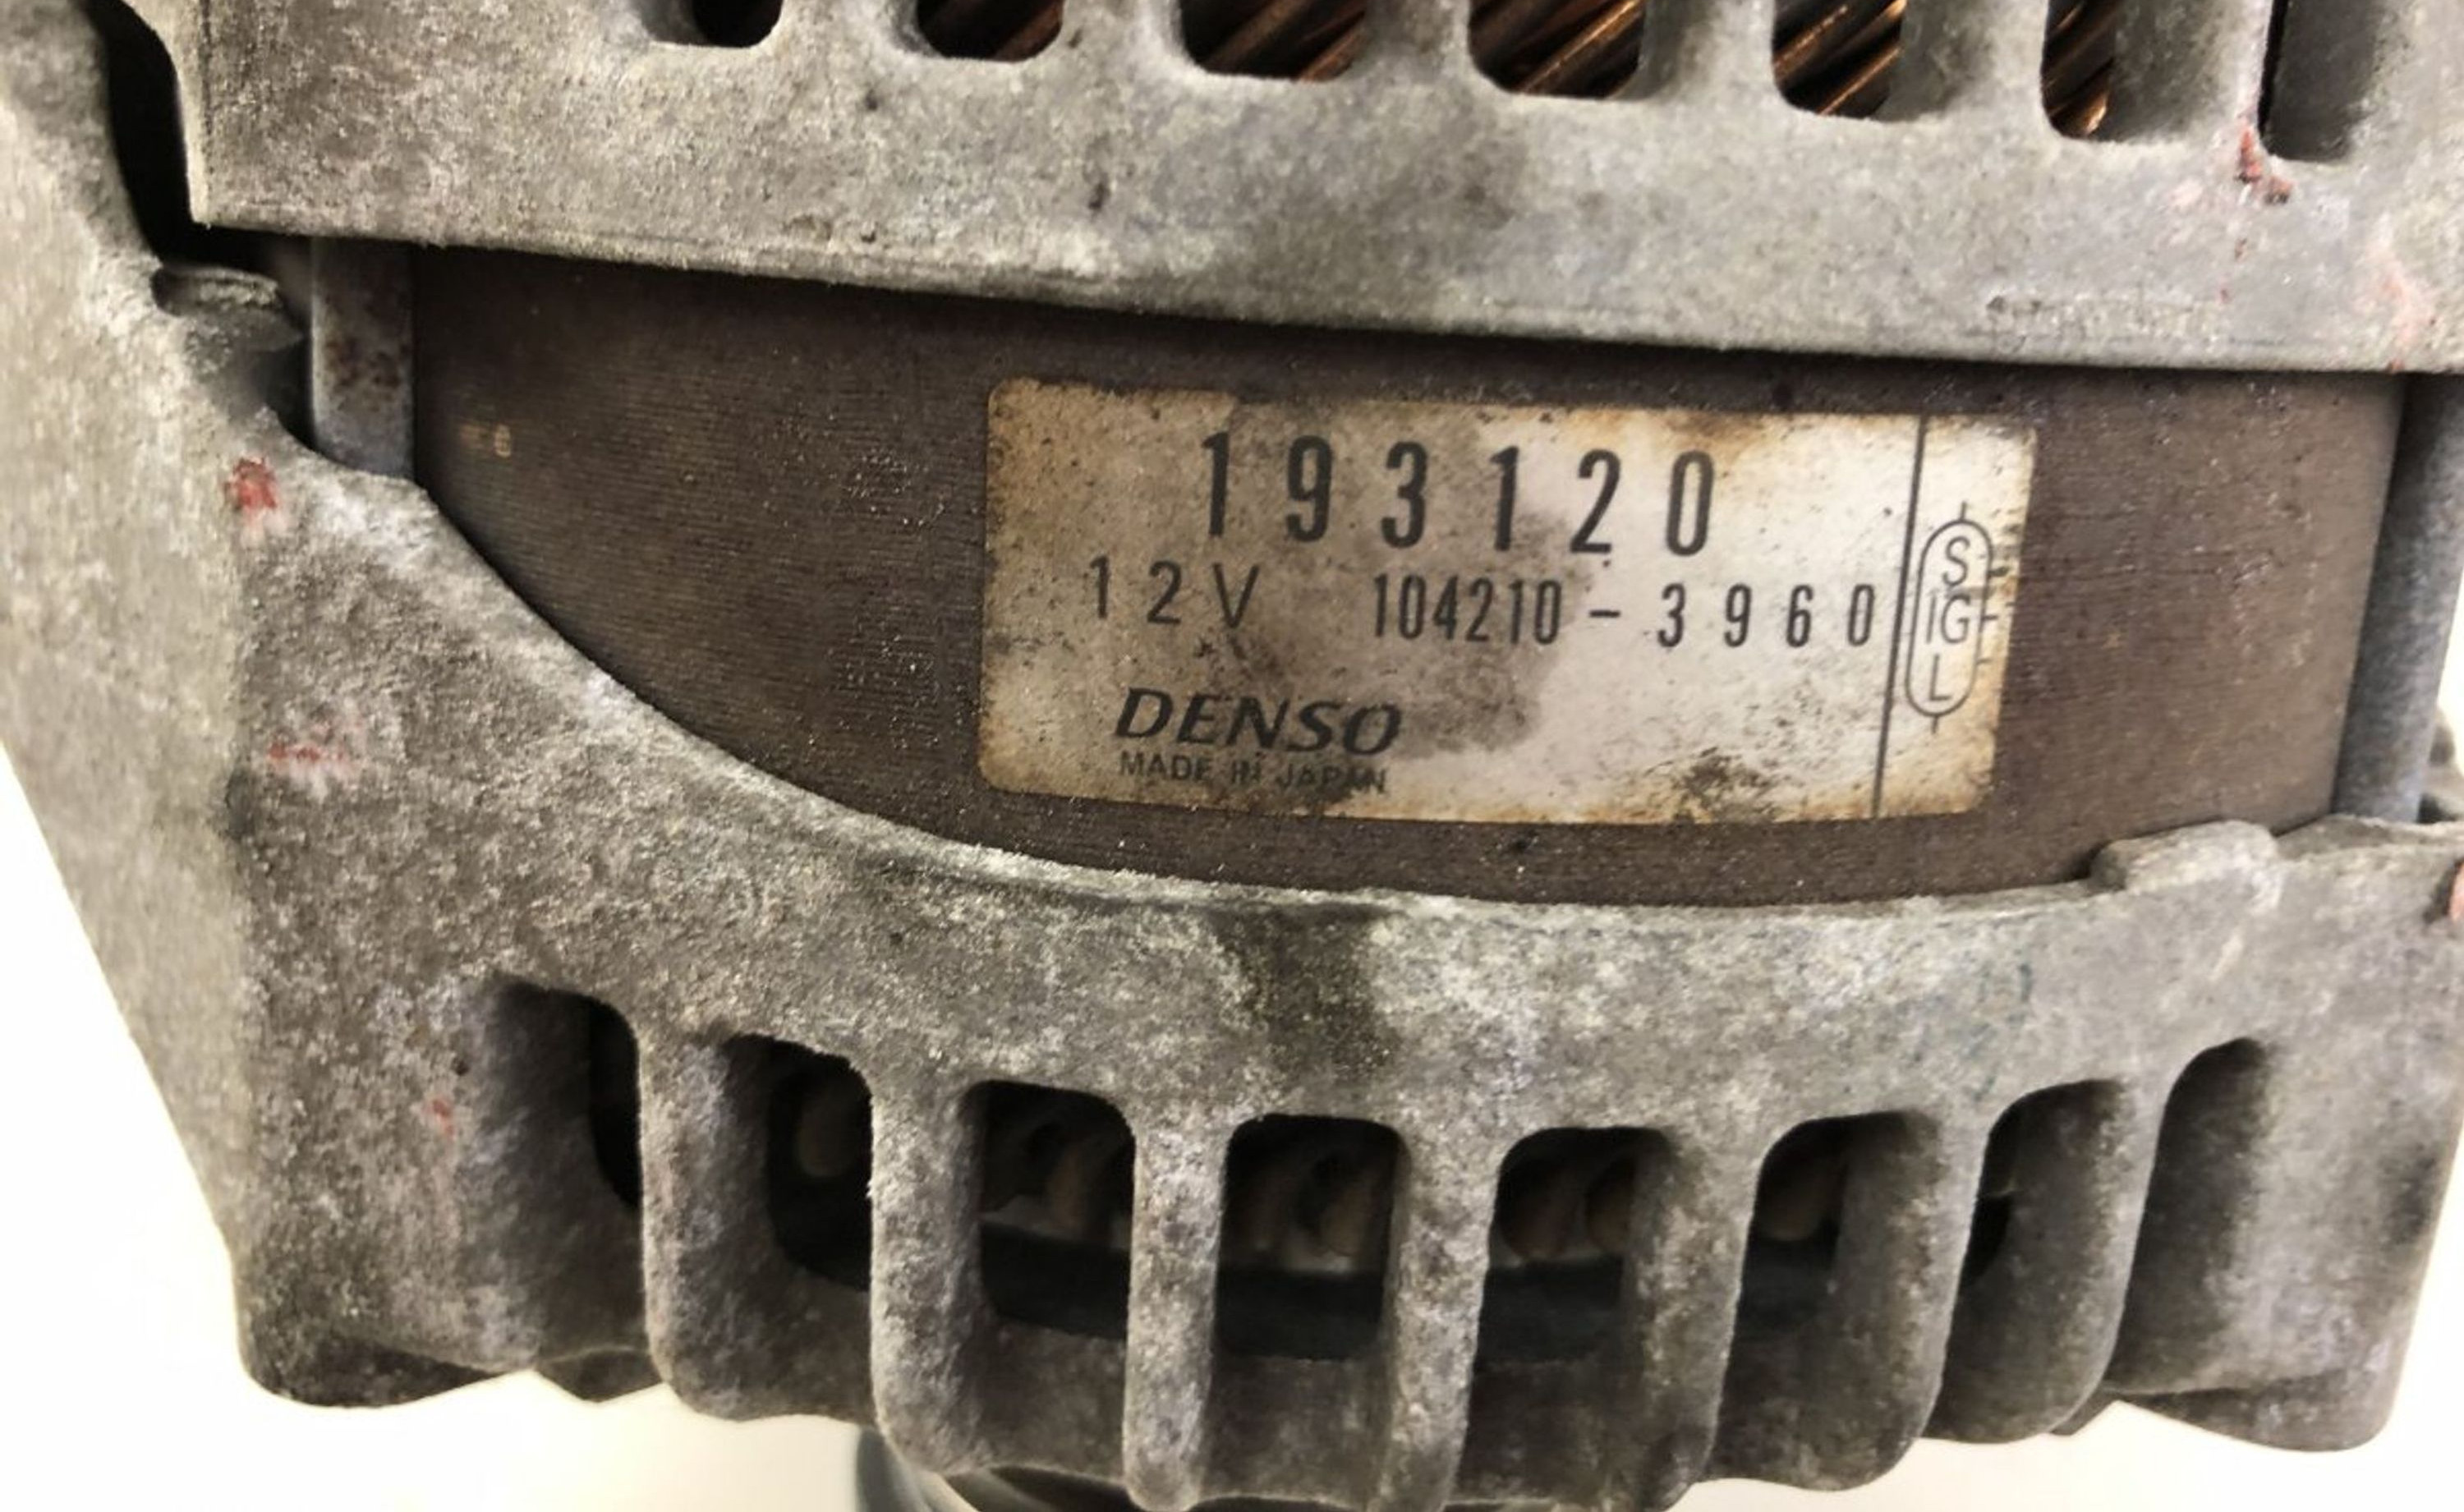 193120
12V 104210-3960
DENSO
MADE IN JAPAN
S
IG
L